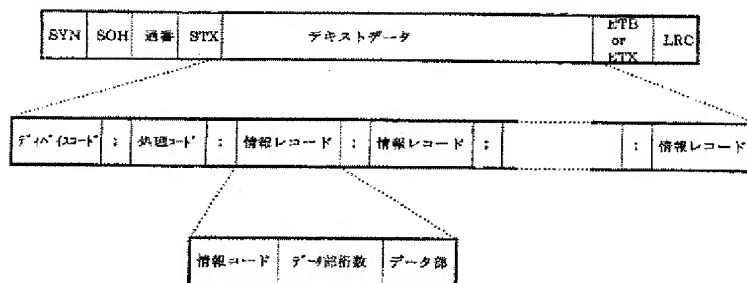 SYN SOH 通番 STX テキストデータ ETB or ETX LRC
ディバイスコード : 処理コード : 情報レコード : 情報レコード : : 情報レコード
情報コード データ部桁数 データ部